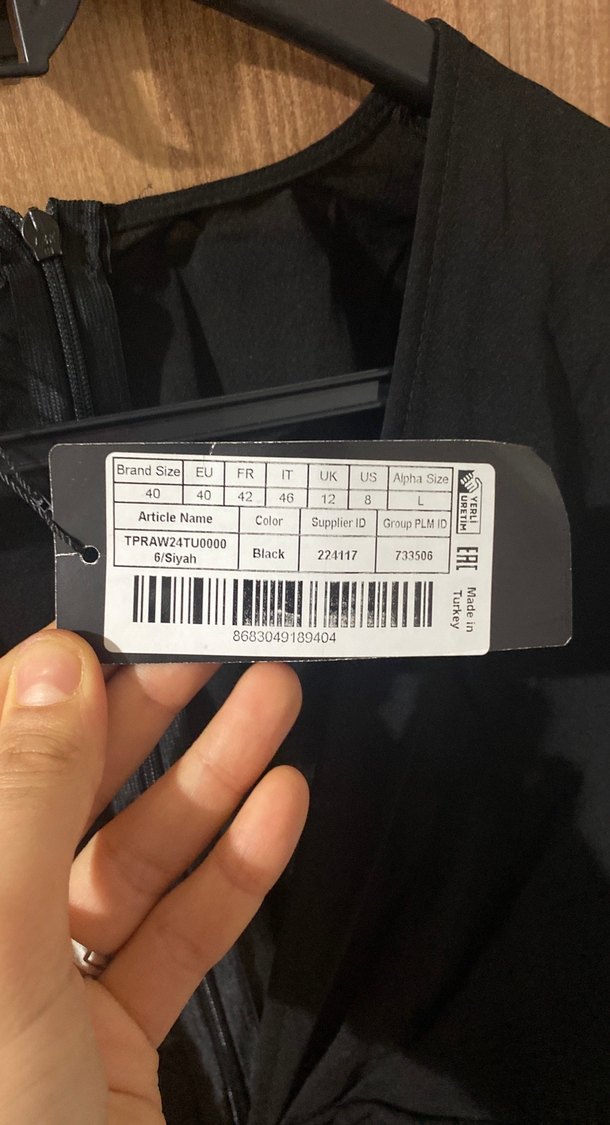 Brand Size EU FR IT UK US Alpha Size
40 40 42 46 12 8 L
Article Name Color Supplier ID Group PLM ID
TPRAW24TU0000
6/Siyah Black 224117 733506
8683049189404
YERLİ
ÜRETİM
EAC
Made in
Turkey